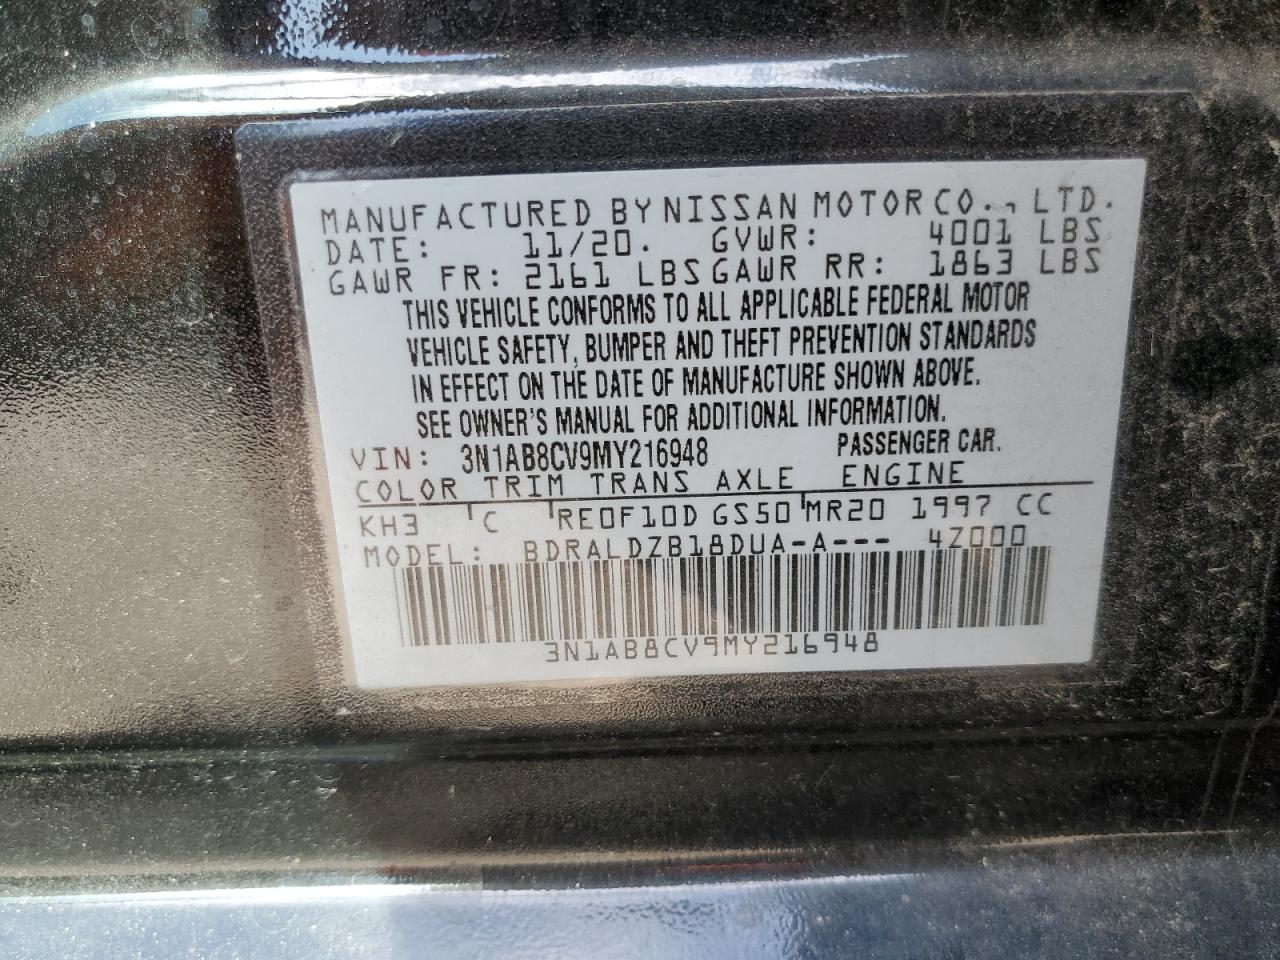 MANUFACTURED BY NISSAN MOTOR CO., LTD.
DATE: 11/20. GVWR: 4001 LBS
GAWR FR: 2161 LBS GAWR RR: 1863 LBS
THIS VEHICLE CONFORMS TO ALL APPLICABLE FEDERAL MOTOR
VEHICLE SAFETY, BUMPER AND THEFT PREVENTION STANDARDS
IN EFFECT ON THE DATE OF MANUFACTURE SHOWN ABOVE.
SEE OWNER'S MANUAL FOR ADDITIONAL INFORMATION.
VIN: 3N1AB8CV9MY216948 PASSENGER CAR.
COLOR TRIM TRANS AXLE ENGINE
KH3 C RE0F10D GS50 MR20 1997 CC
MODEL: BDRALDZB18DUA-A--- 4Z000
3N1AB8CV9MY216948